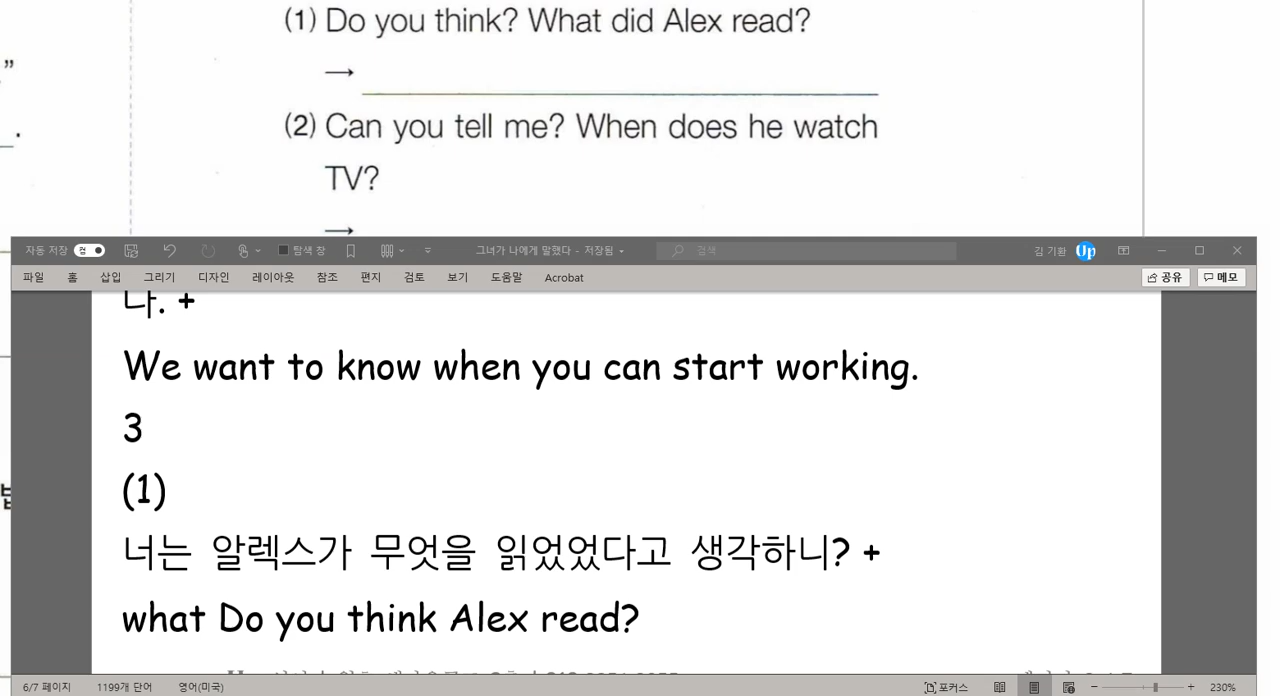 (1) Do you think? What did Alex read?
”
→
(2) Can you tell me? When does he watch
.
TV?
→
자동 저장 그녀가 나에게 말했다 - 저장됨 검색 김 기환 Up
탐색 창
파일 홈 삽입 그리기 디자인 레이아웃 참조 편지 검토 보기 도움말 Acrobat 공유 메모
나. +
We want to know when you can start working.
3
(1)
너는 알렉스가 무엇을 읽었었다고 생각하니? +
what Do you think Alex read?
6/7 페이지 1199개 단어 영어(미국) 포커스 230%